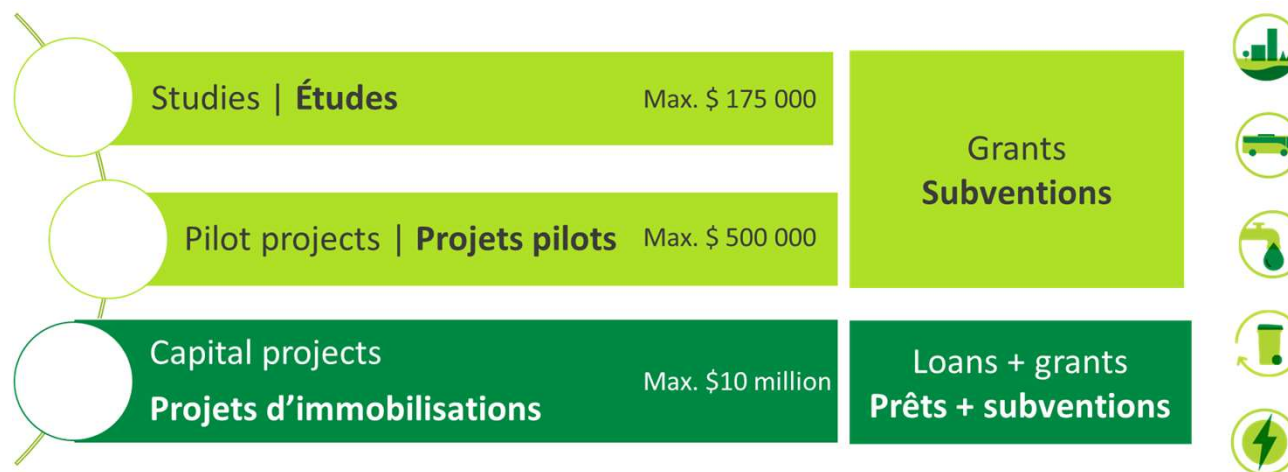 Studies | Études
Max. $ 175 000
Grants
Subventions
Pilot projects | Projets pilots
Max. $ 500 000
Capital projects
Projets d’immobilisations
Max. $10 million
Loans + grants
Prêts + subventions